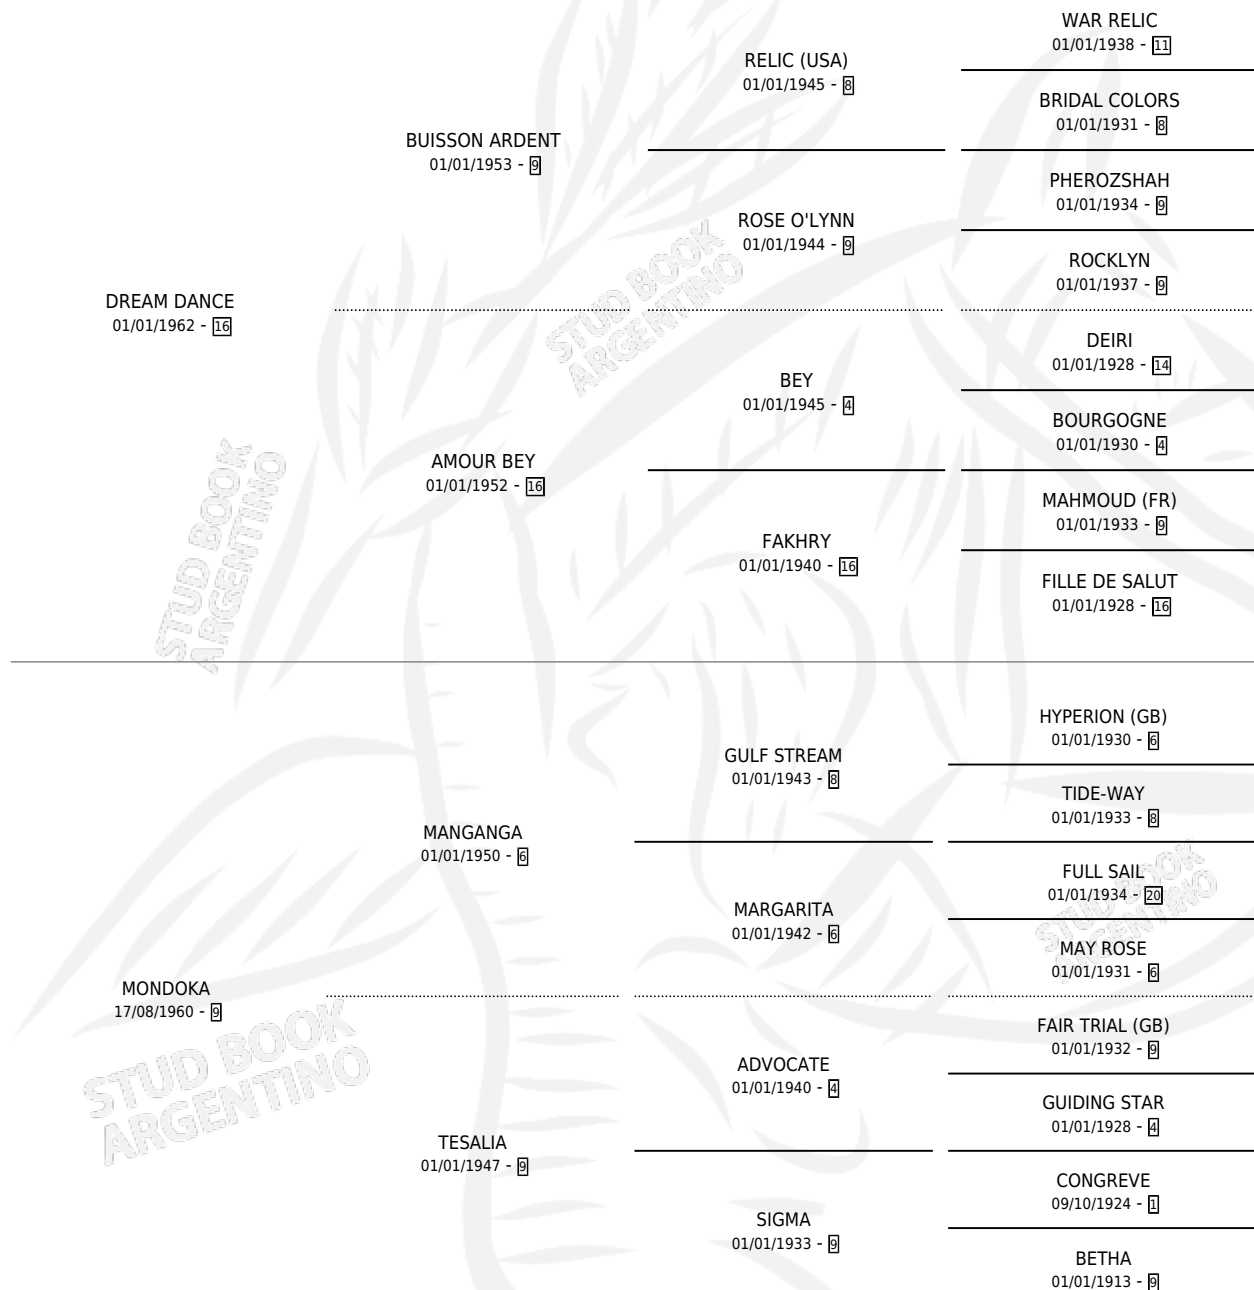 WAR RELIC
01/01/1938 - 11
RELIC (USA)
01/01/1945 - 8
BRIDAL COLORS
01/01/1931 - 8
BUISSON ARDENT
01/01/1953 - 9
PHEROZSHAH
01/01/1934 - 9
ROSE O'LYNN
01/01/1944 - 9
ROCKLYN
01/01/1937 - 9
DREAM DANCE
01/01/1962 - 16
DEIRI
01/01/1928 - 14
BEY
01/01/1945 - 4
BOURGOGNE
01/01/1930 - 4
AMOUR BEY
01/01/1952 - 16
MAHMOUD (FR)
01/01/1933 - 9
FAKHRY
01/01/1940 - 16
FILLE DE SALUT
01/01/1928 - 16
HYPERION (GB)
01/01/1930 - 6
GULF STREAM
01/01/1943 - 8
TIDE-WAY
01/01/1933 - 8
MANGANGA
01/01/1950 - 6
FULL SAIL
01/01/1934 - 20
MARGARITA
01/01/1942 - 6
MAY ROSE
01/01/1931 - 6
MONDOKA
17/08/1960 - 9
FAIR TRIAL (GB)
01/01/1932 - 9
ADVOCATE
01/01/1940 - 4
GUIDING STAR
01/01/1928 - 4
TESALIA
01/01/1947 - 9
CONGREVE
09/10/1924 - 1
SIGMA
01/01/1933 - 9
BETHA
01/01/1913 - 9
STUD BOOK
ARGENTINO
STUD BOOK
ARGENTINO
STUD BOOK
ARGENTINO
STUD BOOK
ARGENTINO